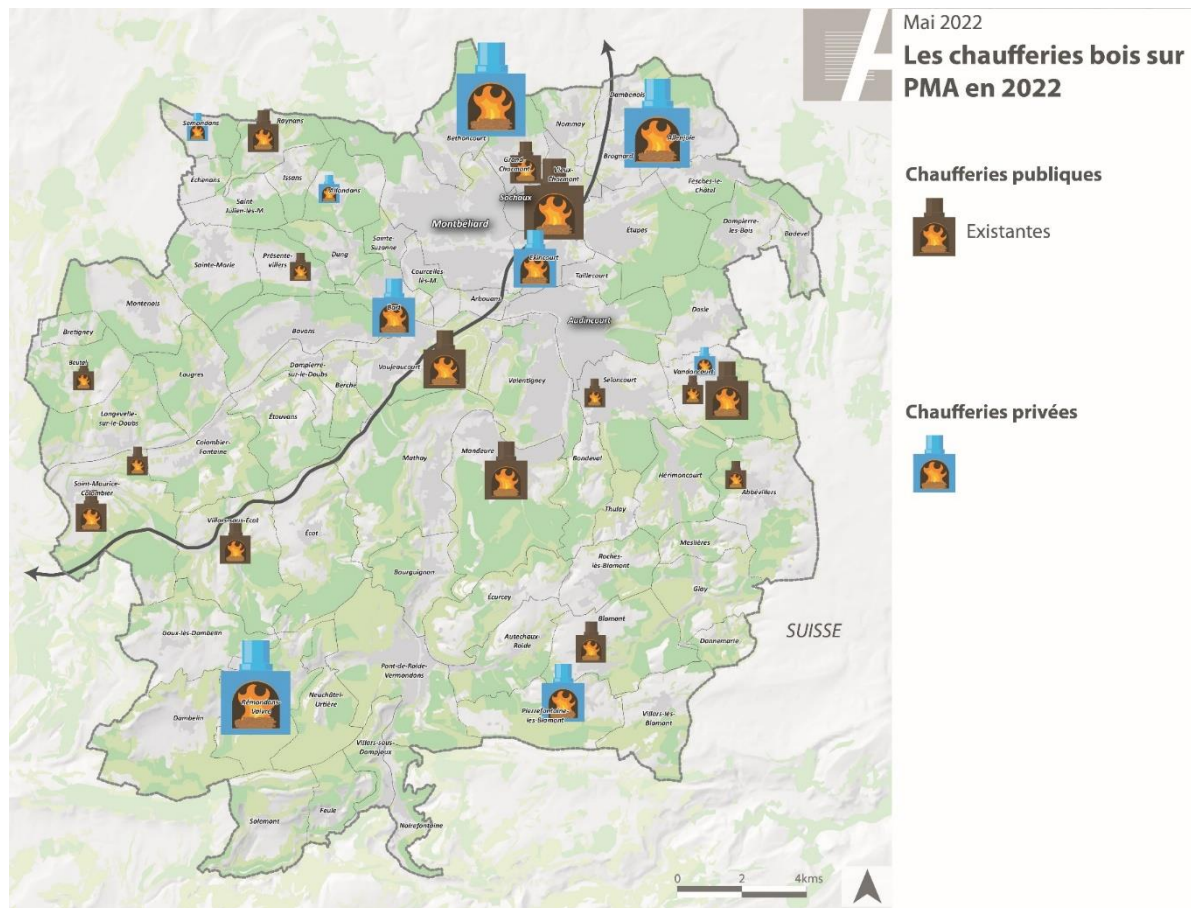 Mai 2022
Les chaufferies bois sur
PMA en 2022
Chaufferies publiques
Existantes
Chaufferies privées
Semondans
Raynans
Échenans
Issans
Saint-
Julien-lès-M.
Allondans
Sainte-Marie
Présente-
villers
Dung
Sainte-
Suzanne
Montbéliard
Courcelles
lès-M.
Bethoncourt
Grand-
Charmont
Vieux-
Charmont
Sochaux
Nommay
Dambenois
Brognard
Allenjoie
Fesches-le-
Châtel
Dampierre-
les-Bois
Badevel
Étupes
Exincourt
Taillecourt
Arbouans
Audincourt
Dasle
Vandoncourt
Bart
Bavans
Voujeaucourt
Valentigney
Seloncourt
Montenois
Bretigney
Beutal
Lougres
Dampierre-
sur-le-Doubs
Berche
Étouvans
Longevelle-
sur-le-Doubs
Colombier-
Fontaine
Saint-Maurice-
Colombier
Villars-sous-Écot
Écot
Mathay
Mandeure
Bondeval
Hérimoncourt
Abbévillers
Thulay
Meslières
Roches-
lès-Blamont
Bourguignon
Écurcey
Glay
Dannemarie
Autechaux-
Roide
Blamont
Pierrefontaine-
lès-Blamont
Villars-lès-
Blamont
Goux-lès-Dambelin
Pont-de-Roide-
Vermondans
Rémondans-
Vaivre
Neuchâtel-
Urtière
Dambelin
Villars-sous-
Dampjoux
Feule
Solemont
Noirefontaine
SUISSE
0 2 4kms